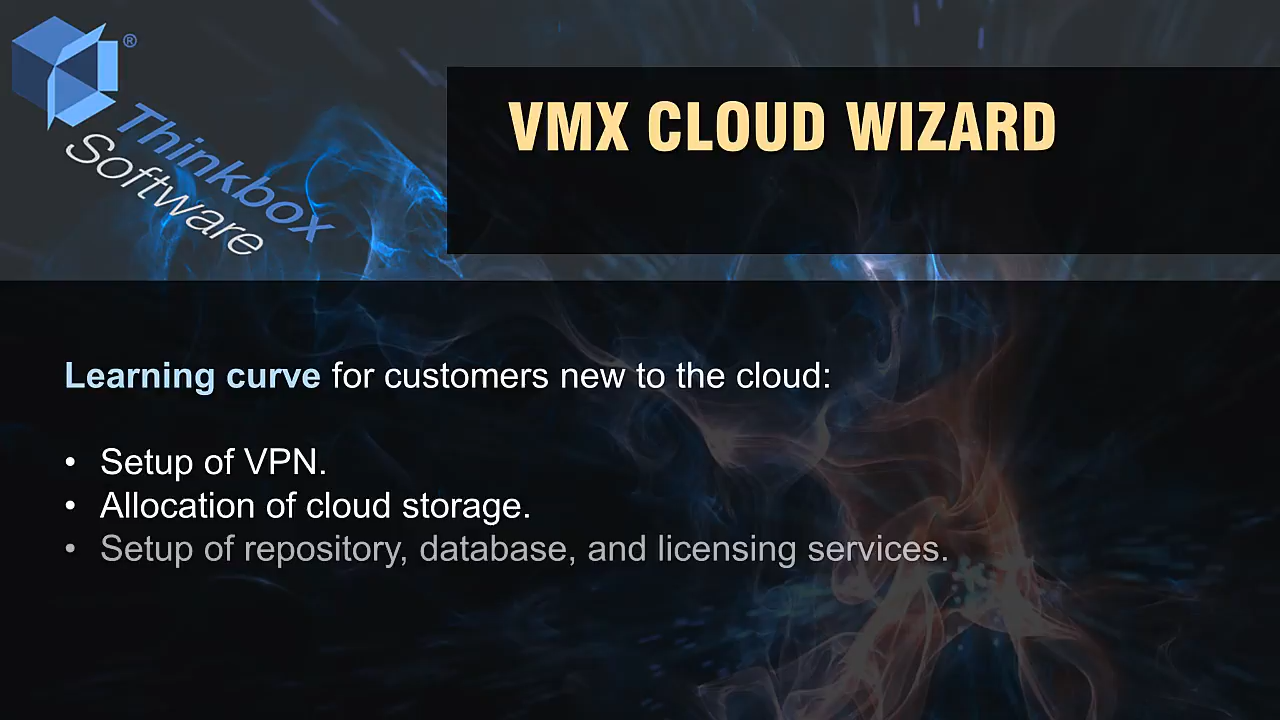 ®
Thinkbox
Software
VMX CLOUD WIZARD
Learning curve for customers new to the cloud:
• Setup of VPN.
• Allocation of cloud storage.
• Setup of repository, database, and licensing services.